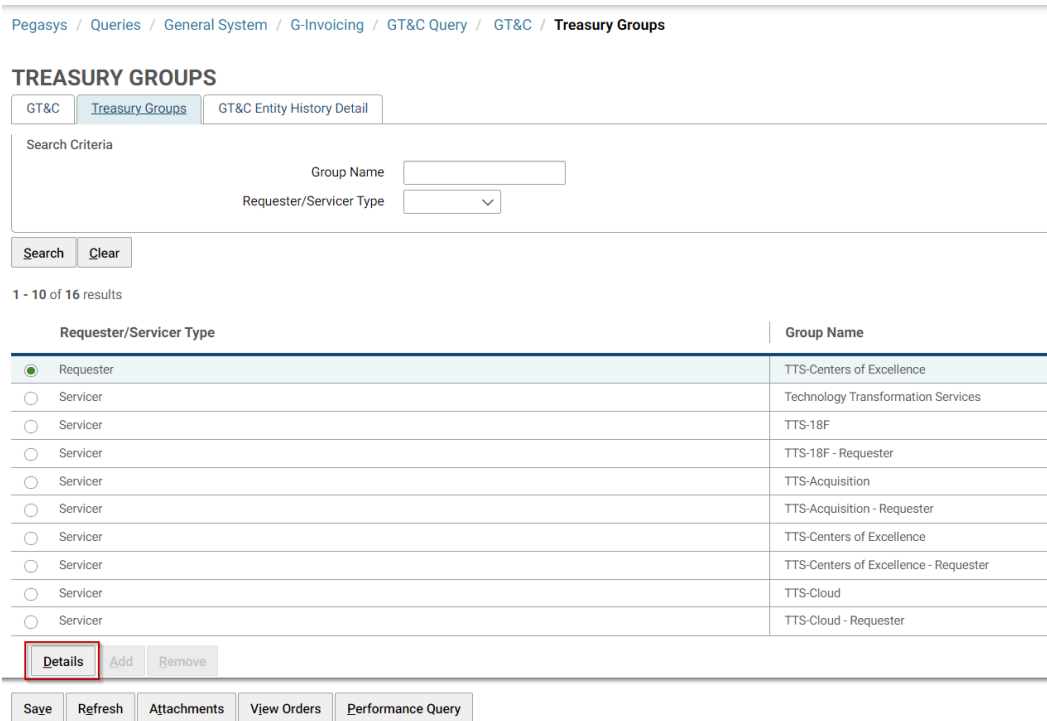 Pegasys / Queries / General System / G-Invoicing / GT&C Query / GT&C / Treasury Groups
TREASURY GROUPS
GT&C Treasury Groups GT&C Entity History Detail
Search Criteria
Group Name
Requester/Servicer Type
Search Clear
1 - 10 of 16 results
Requester/Servicer Type Group Name
Requester TTS-Centers of Excellence
Servicer Technology Transformation Services
Servicer TTS-18F
Servicer TTS-18F - Requester
Servicer TTS-Acquisition
Servicer TTS-Acquisition - Requester
Servicer TTS-Centers of Excellence
Servicer TTS-Centers of Excellence - Requester
Servicer TTS-Cloud
Servicer TTS-Cloud - Requester
Details Add Remove
Save Refresh Attachments View Orders Performance Query